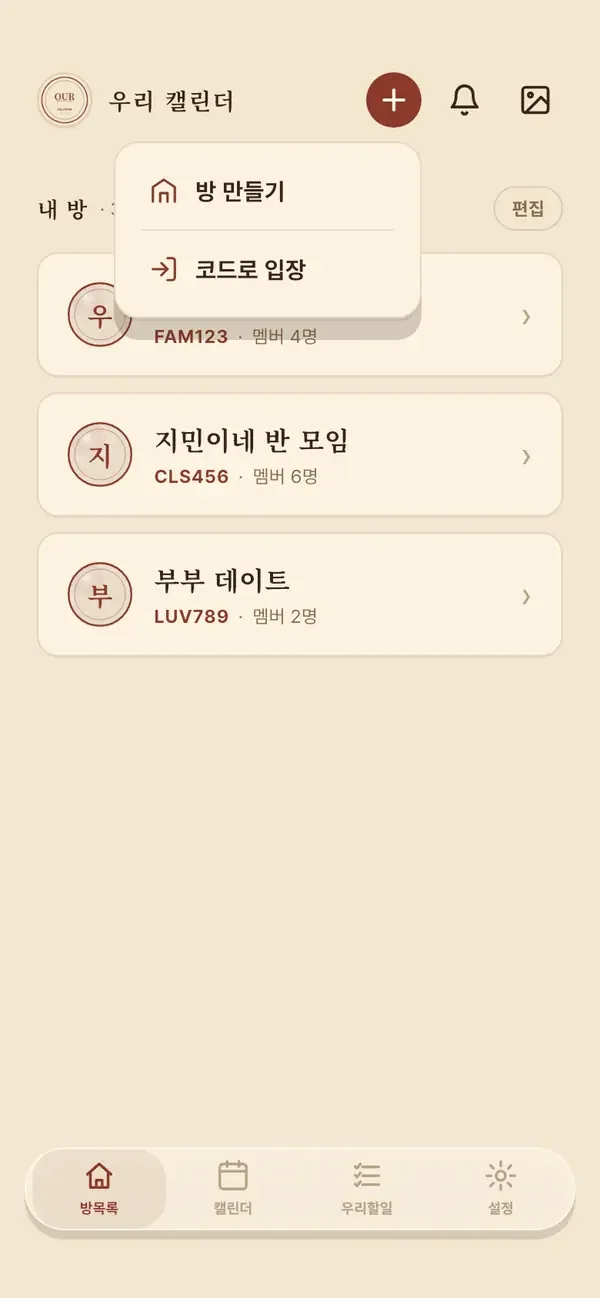 OUR
우리 캘린더
방 만들기
내 방 ·
편집
코드로 입장
우
FAM123 · 멤버 4명
지
지민이네 반 모임
CLS456 · 멤버 6명
부
부부 데이트
LUV789 · 멤버 2명
방목록
캘린더
우리할일
설정